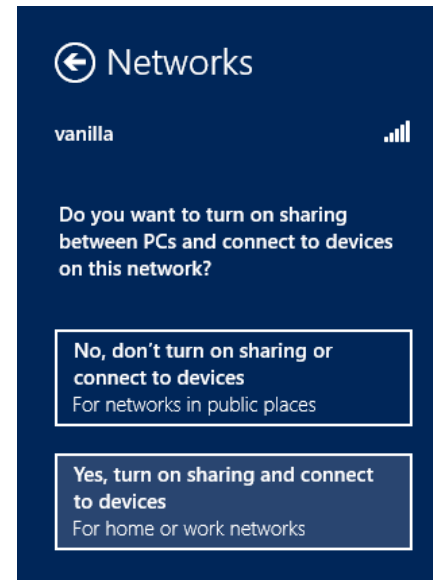 Networks
vanilla
Do you want to turn on sharing
between PCs and connect to devices
on this network?
No, don't turn on sharing or
connect to devices
For networks in public places
Yes, turn on sharing and connect
to devices
For home or work networks